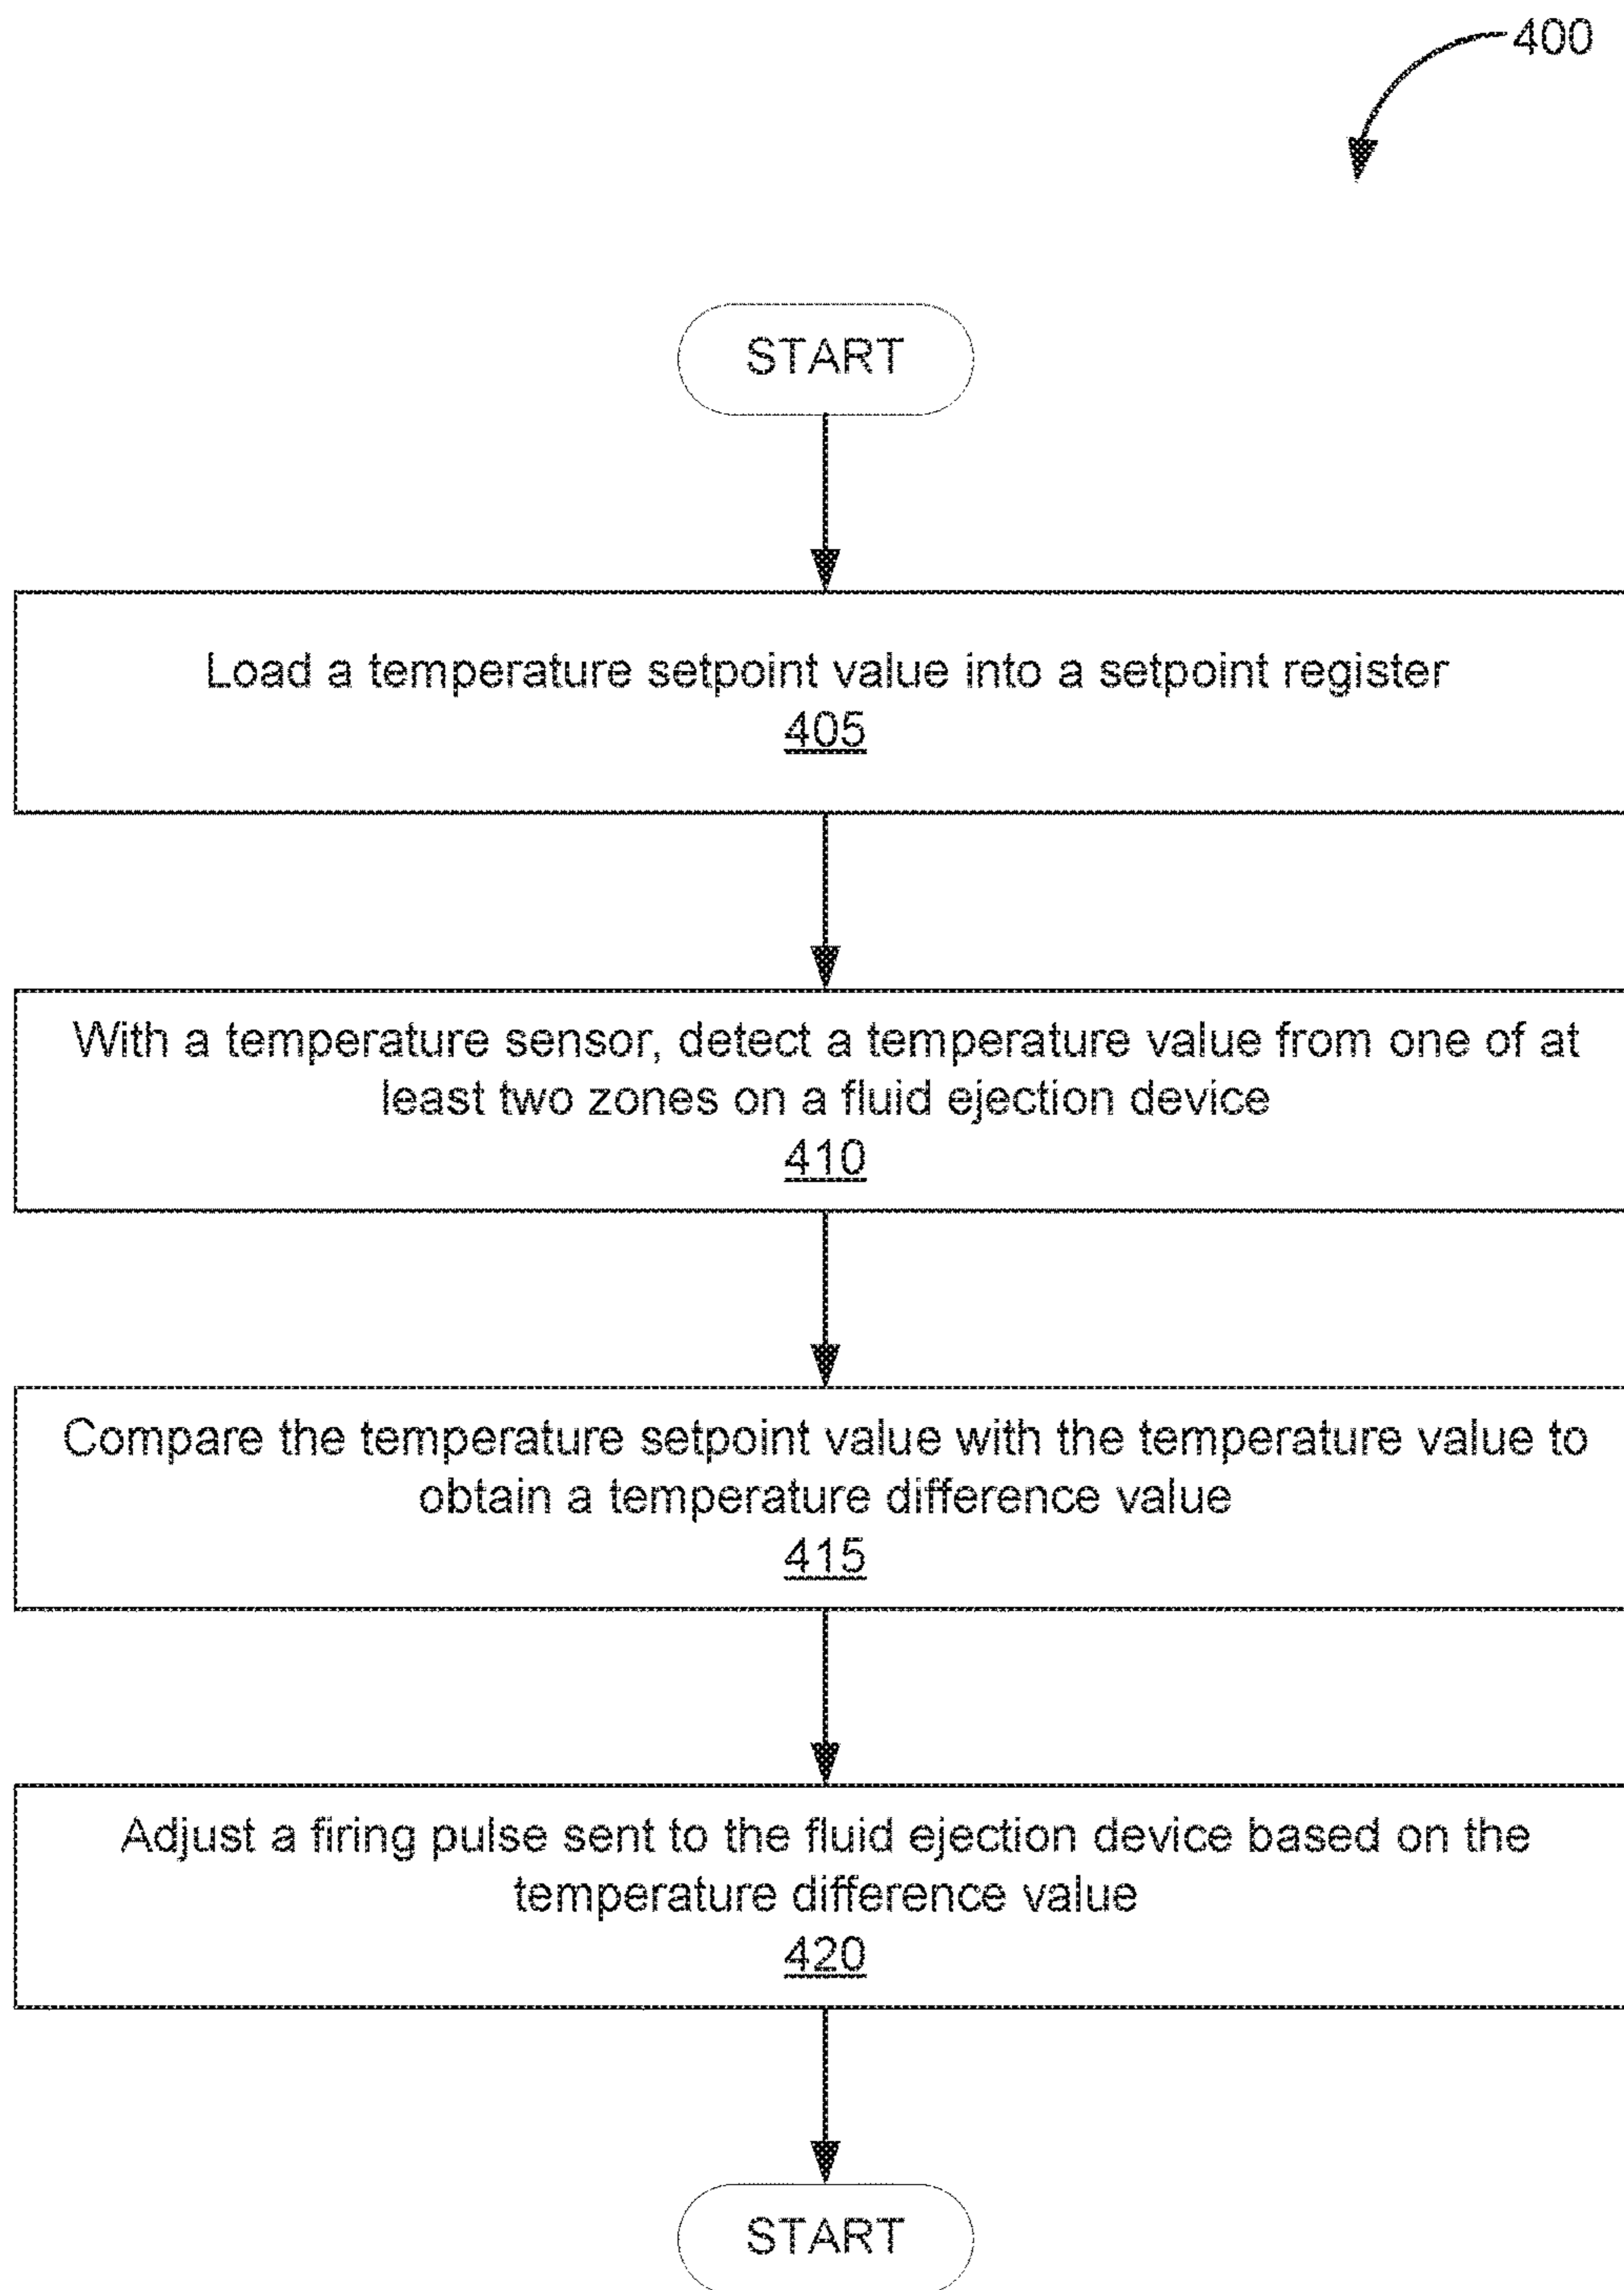 400
START
Load a temperature setpoint value into a setpoint register
405
With a temperature sensor, detect a temperature value from one of at
least two zones on a fluid ejection device
410
Compare the temperature setpoint value with the temperature value to
obtain a temperature difference value
415
Adjust a firing pulse sent to the fluid ejection device based on the
temperature difference value
420
START